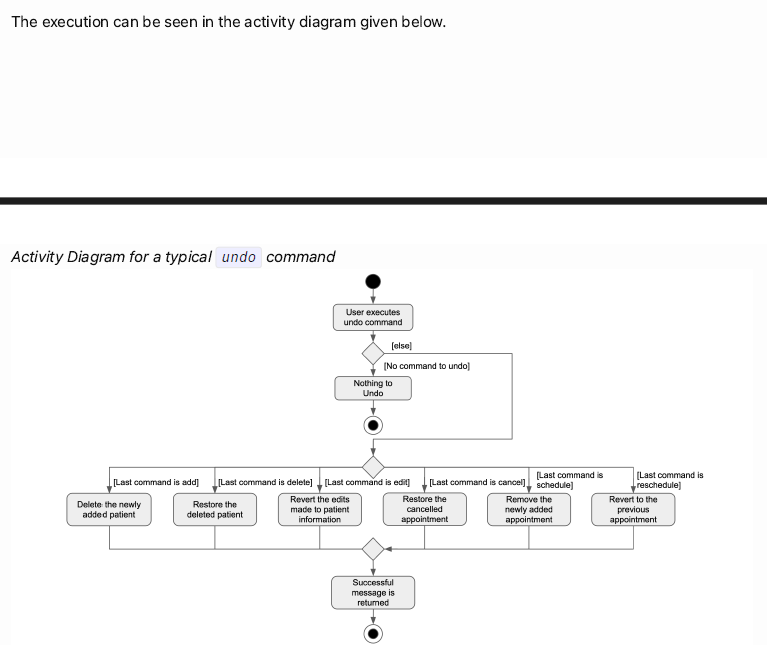 The execution can be seen in the activity diagram given below.
Activity Diagram for a typical undo command
User executes
undo command
[else]
[No command to undo]
Nothing to
Undo
[Last command is add]
[Last command is delete]
[Last command is edit]
[Last command is cancel]
[Last command is
schedule]
[Last command is
reschedule]
Delete the newly
added patient
Restore the
deleted patient
Revert the edits
made to patient
information
Restore the
cancelled
appointment
Remove the
newly added
appointment
Revert to the
previous
appointment
Successful
message is
returned